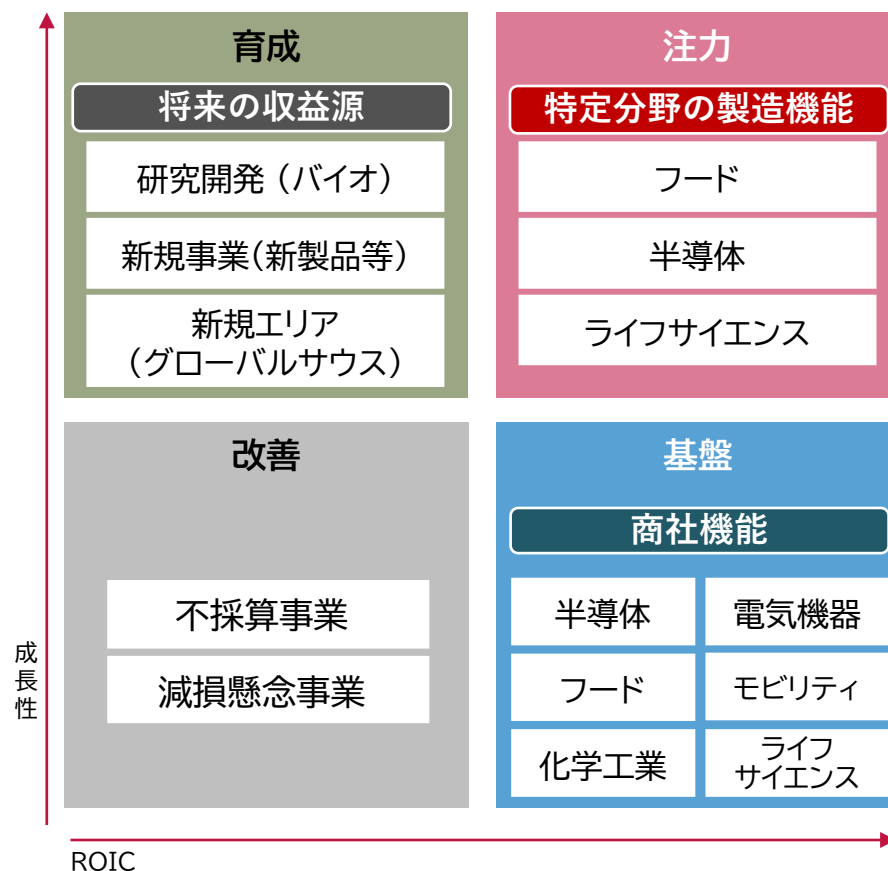 育成
将来の収益源
研究開発（バイオ）
新規事業（新製品等）
新規エリア
（グローバルサウス）
注力
特定分野の製造機能
フード
半導体
ライフサイエンス
改善
不採算事業
減損懸念事業
基盤
商社機能
半導体
電気機器
フード
モビリティ
化学工業
ライフ
サイエンス
成長性
ROIC